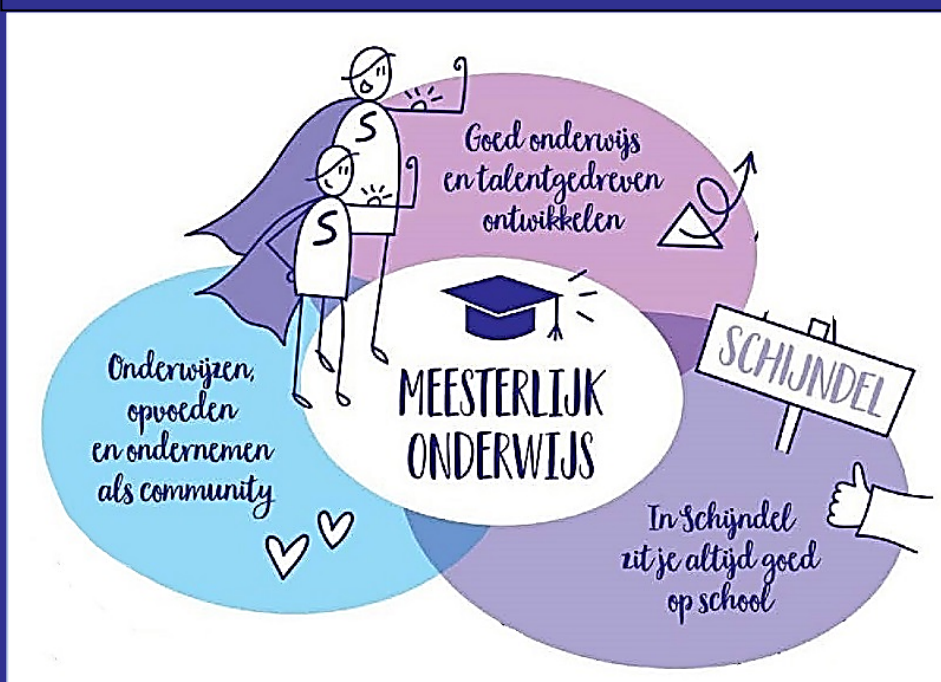 S
S
Goed onderwijs
en talentgedreven
ontwikkelen
MEESTERLIJK
ONDERWIJS
Onderwijzen,
opvoeden
en ondernemen
als community
SCHIJNDEL
In Schijndel
zit je altijd goed
op school